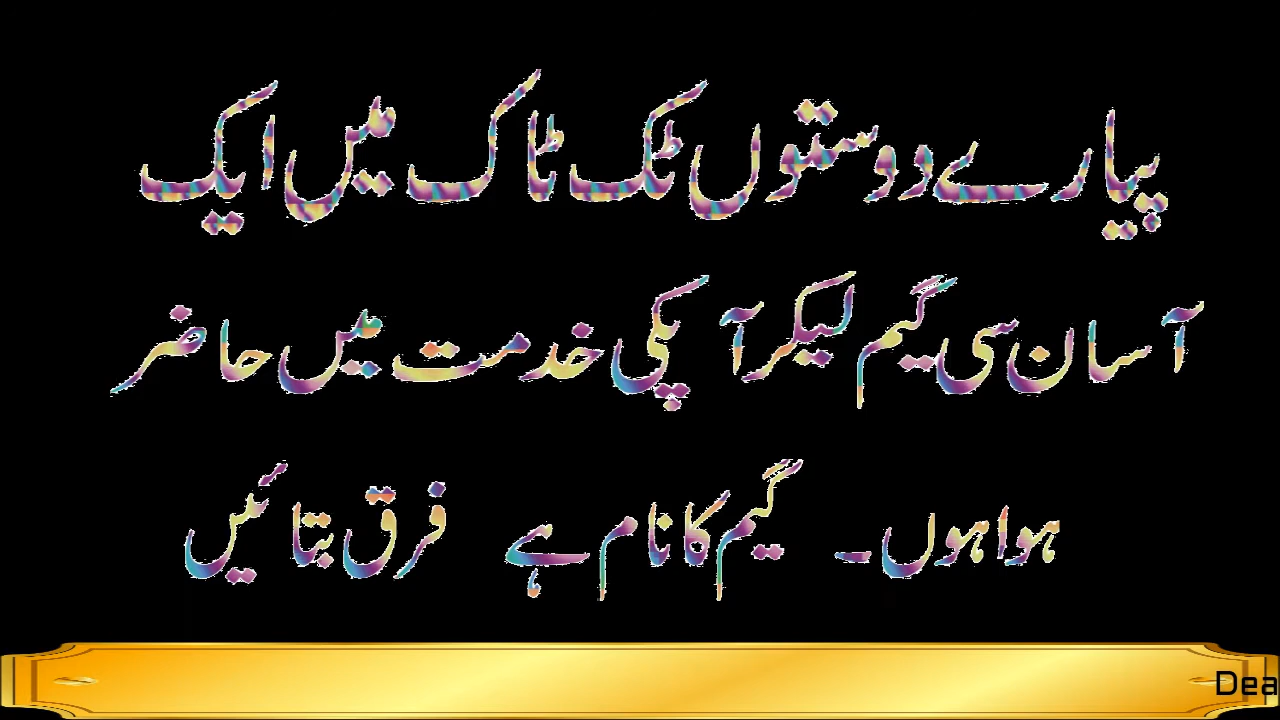 پیارے دوستوں ٹک ٹاک میں ایک
آسان سی گیم لیکر آپکی خدمت میں حاضر
ہوا ہوں۔ گیم کا نام ہے فرق بتائیں
Dea